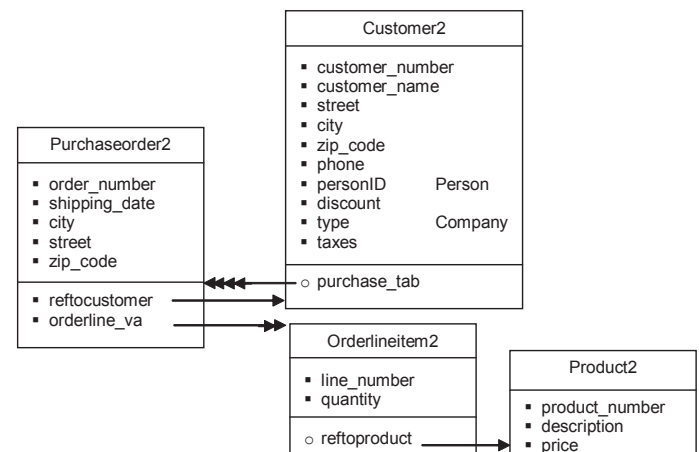 Customer2
▪ customer_number
▪ customer_name
▪ street
▪ city
▪ zip_code
▪ phone
▪ personID Person
▪ discount
▪ type Company
▪ taxes
○ purchase_tab
Purchaseorder2
▪ order_number
▪ shipping_date
▪ city
▪ street
▪ zip_code
▪ reftocustomer
▪ orderline_va
Orderlineitem2
▪ line_number
▪ quantity
○ reftoproduct
Product2
▪ product_number
▪ description
▪ price